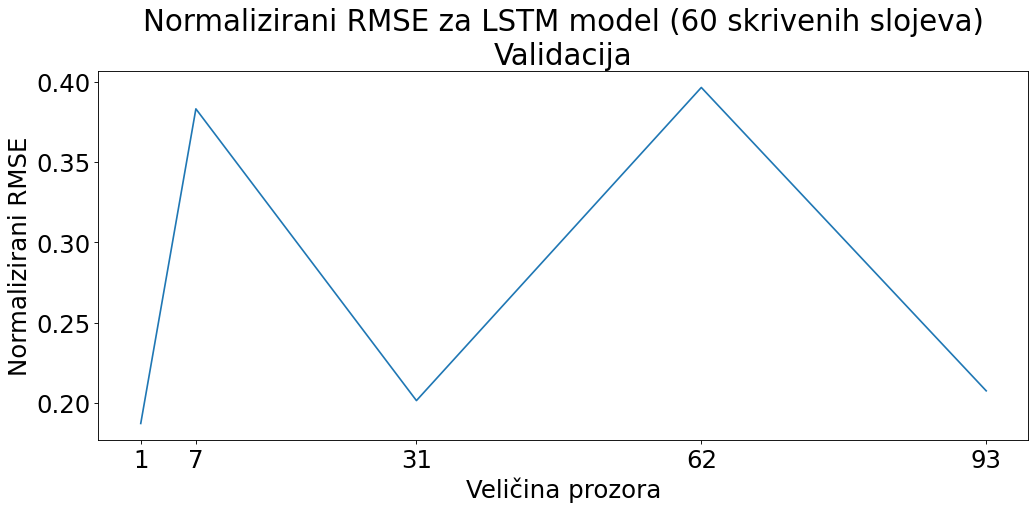 Normalizirani RMSE za LSTM model (60 skrivenih slojeva)
Validacija
Normalizirani RMSE
0.40
0.35
0.30
0.25
0.20
1 7 31 62 93
Veličina prozora